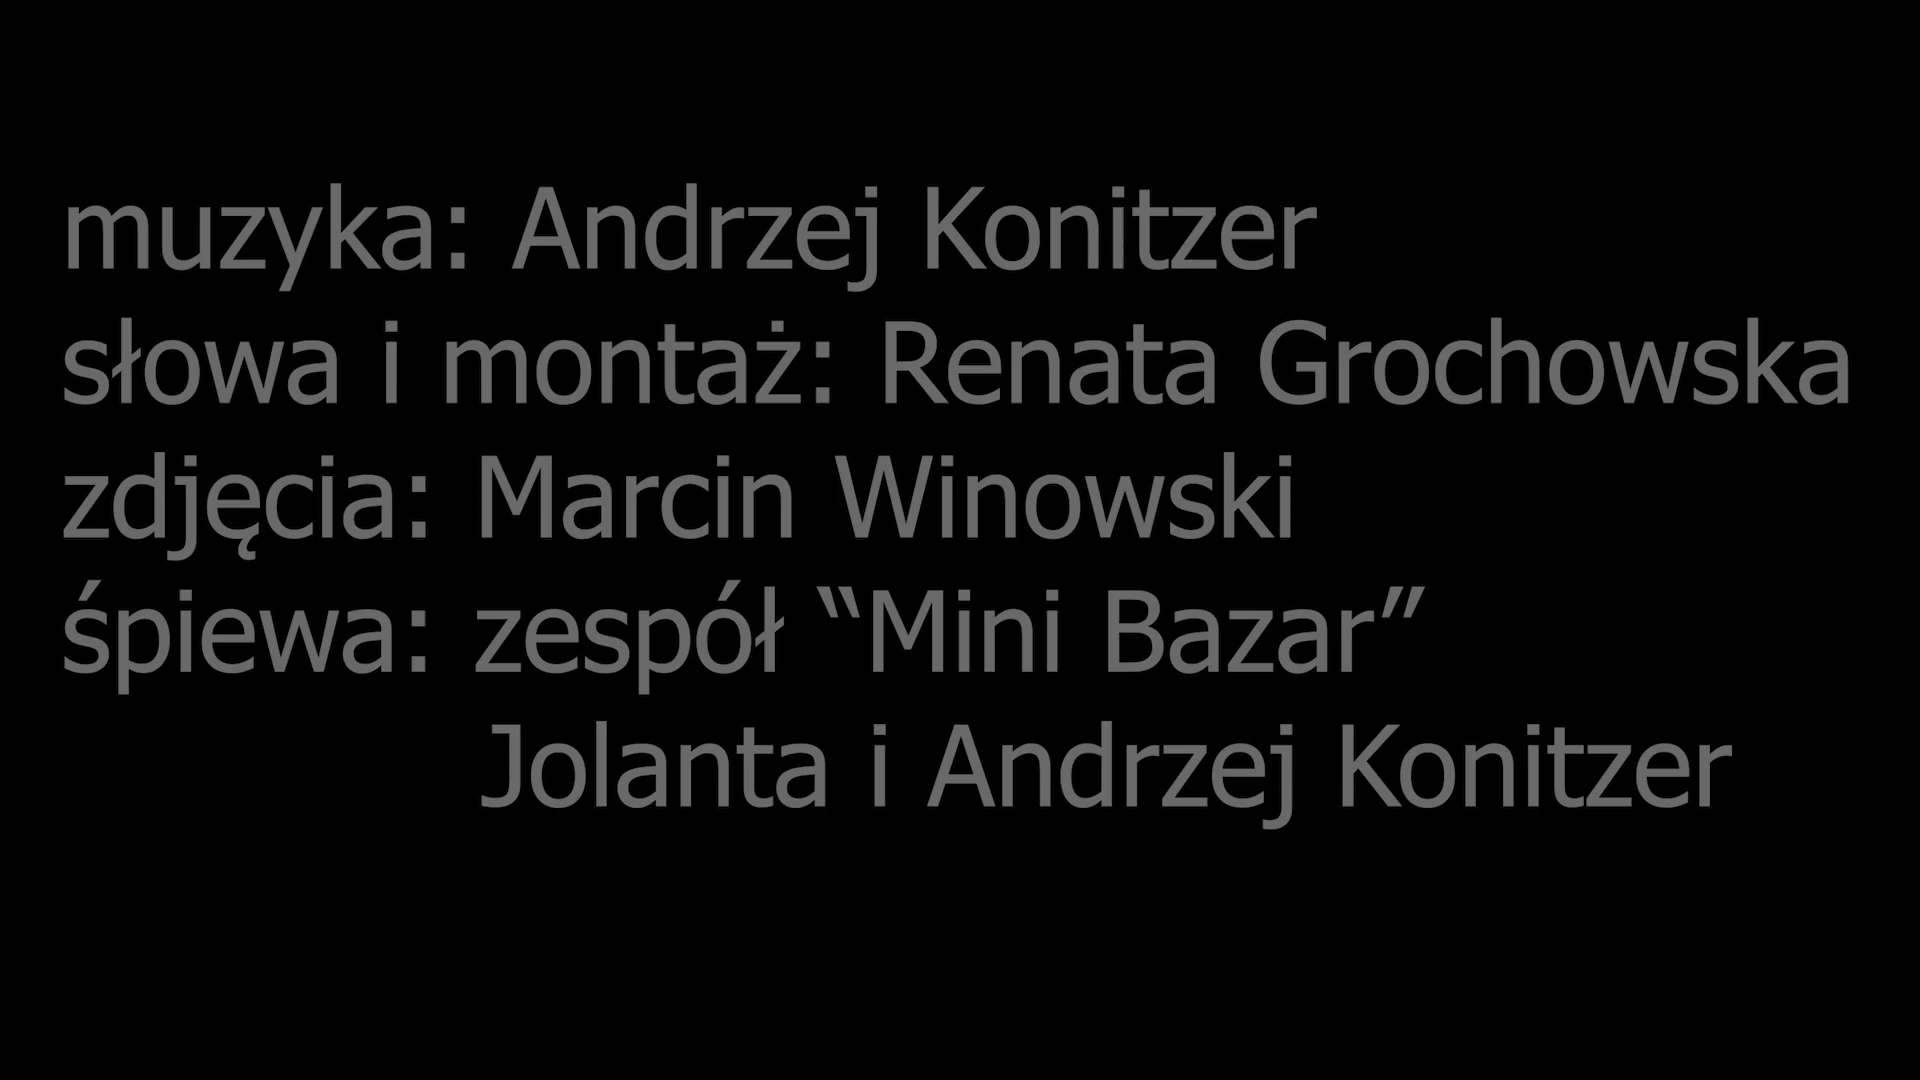 muzyka: Andrzej Konitzer
słowa i montaż: Renata Grochowska
zdjęcia: Marcin Winowski
śpiewa: zespół “Mini Bazar”
Jolanta i Andrzej Konitzer